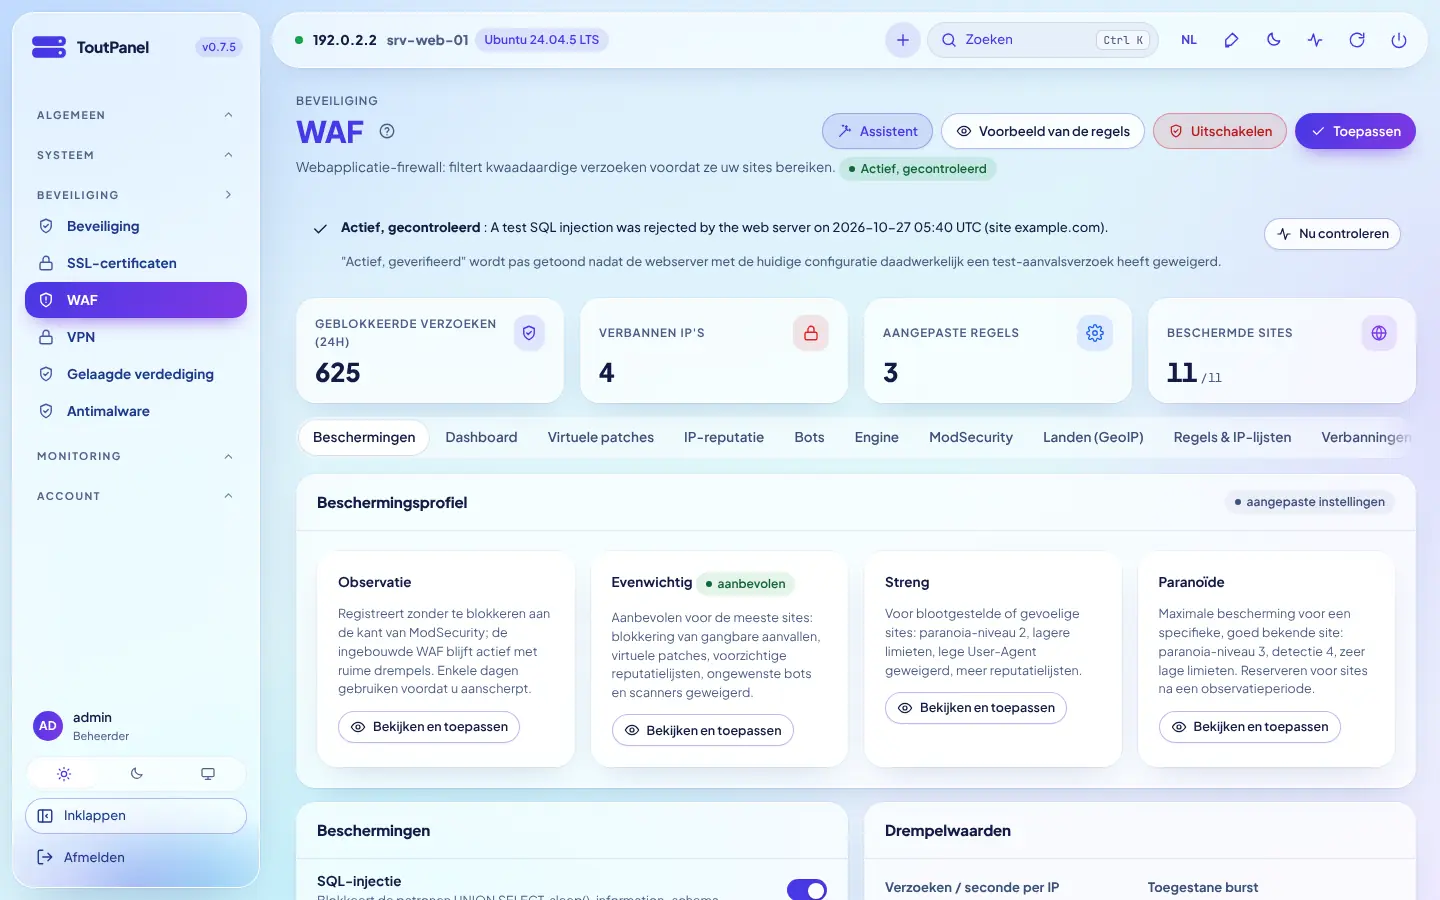 ToutPanel v0.7.5
ALGEMEEN
SYSTEEM
BEVEILIGING
Beveiliging
SSL-certificaten
WAF
VPN
Gelaagde verdediging
Antimalware
MONITORING
ACCOUNT
AD admin
Beheerder
Inklappen
Afmelden
192.0.2.2 srv-web-01 Ubuntu 24.04.5 LTS
Zoeken Ctrl K NL
BEVEILIGING
WAF
Assistent Voorbeeld van de regels Uitschakelen Toepassen
Webapplicatie-firewall: filtert kwaadaardige verzoeken voordat ze uw sites bereiken. Actief, gecontroleerd
Actief, gecontroleerd : A test SQL injection was rejected by the web server on 2026-10-27 05:40 UTC (site example.com).
Nu controleren
"Actief, geverifieerd" wordt pas getoond nadat de webserver met de huidige configuratie daadwerkelijk een test-aanvalsverzoek heeft geweigerd.
GEBLOKKEERDE VERZOEKEN
(24H)
625
VERBANNEN IP'S
4
AANGEPASTE REGELS
3
BESCHERMDE SITES
11 /11
Beschermingen Dashboard Virtuele patches IP-reputatie Bots Engine ModSecurity Landen (GeoIP) Regels & IP-lijsten Verbanningen
Beschermingsprofiel
aangepaste instellingen
Observatie
Registreert zonder te blokkeren aan
de kant van ModSecurity; de
ingebouwde WAF blijft actief met
ruime drempels. Enkele dagen
gebruiken voordat u aanscherpt.
Bekijken en toepassen
Evenwichtig aanbevolen
Aanbevolen voor de meeste sites:
blokkering van gangbare aanvallen,
virtuele patches, voorzichtige
reputatielijsten, ongewenste bots
en scanners geweigerd.
Bekijken en toepassen
Streng
Voor blootgestelde of gevoelige
sites: paranoia-niveau 2, lagere
limieten, lege User-Agent
geweigerd, meer reputatielijsten.
Bekijken en toepassen
Paranoïde
Maximale bescherming voor een
specifieke, goed bekende site:
paranoia-niveau 3, detectie 4, zeer
lage limieten. Reserveren voor sites
na een observatieperiode.
Bekijken en toepassen
Beschermingen
SQL-injectie
Blokkeert de patronen UNION SELECT, sleep(), information_schema
Drempelwaarden
Verzoeken / seconde per IP
Toegestane burst